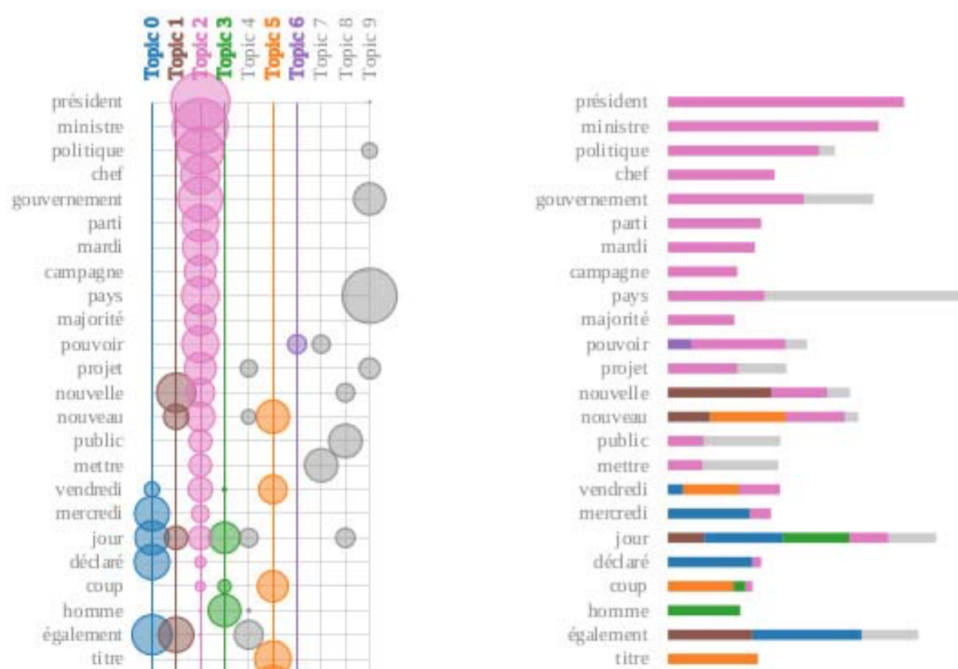 Topic 0
Topic 1
Topic 2
Topic 3
Topic 4
Topic 5
Topic 6
Topic 7
Topic 8
Topic 9
président président
ministre ministre
politique politique
chef chef
gouvernement gouvernement
parti parti
mardi mardi
campagne campagne
pays pays
majorité majorité
pouvoir pouvoir
projet projet
nouvelle nouvelle
nouveau nouveau
public public
mettre mettre
vendredi vendredi
mercredi mercredi
jour jour
déclaré déclaré
coup coup
homme homme
également également
titre titre